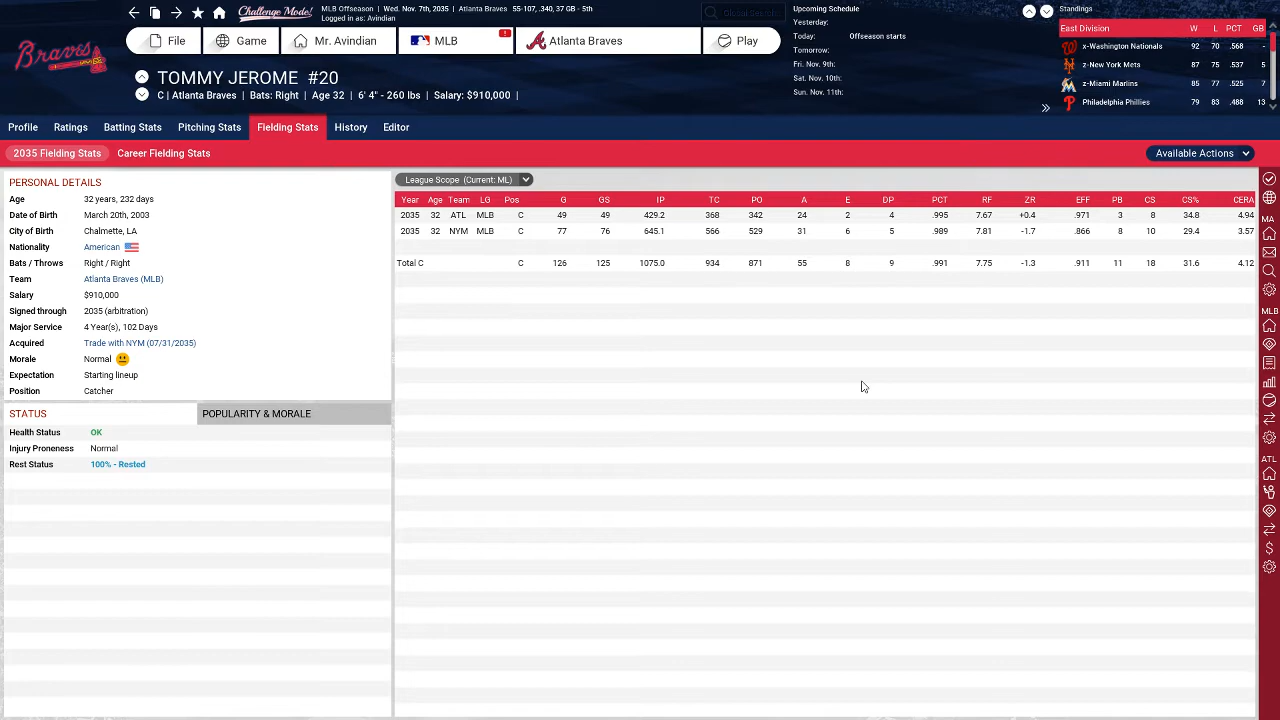 MLB Offseason | Wed. Nov. 7th, 2035 | Atlanta Braves 55-107, .340, 37 GB - 5th
Challenge Mode!
Logged in as: Avindian
Global Search
Upcoming Schedule
Yesterday:
Today: Offseason starts
Tomorrow:
Fri. Nov. 9th:
Sat. Nov. 10th:
Sun. Nov. 11th:
Standings
East Division W L PCT GB
x-Washington Nationals 92 70 .568 -
z-New York Mets 87 75 .537 5
z-Miami Marlins 85 77 .525 7
Philadelphia Phillies 79 83 .488 13
Braves
File Game Mr. Avindian MLB Atlanta Braves Play
TOMMY JEROME #20
C | Atlanta Braves | Bats: Right | Age 32 | 6' 4" - 260 lbs | Salary: $910,000 |
Profile Ratings Batting Stats Pitching Stats Fielding Stats History Editor
2035 Fielding Stats Career Fielding Stats Available Actions
PERSONAL DETAILS
Age 32 years, 232 days
Date of Birth March 20th, 2003
City of Birth Chalmette, LA
Nationality American
Bats / Throws Right / Right
Team Atlanta Braves (MLB)
Salary $910,000
Signed through 2035 (arbitration)
Major Service 4 Year(s), 102 Days
Acquired Trade with NYM (07/31/2035)
Morale Normal
Expectation Starting lineup
Position Catcher
STATUS POPULARITY & MORALE
Health Status OK
Injury Proneness Normal
Rest Status 100% - Rested
League Scope (Current: ML)
Year Age Team LG Pos G GS IP TC PO A E DP PCT RF ZR EFF PB CS CS% CERA
2035 32 ATL MLB C 49 49 429.2 368 342 24 2 4 .995 7.67 +0.4 .971 3 8 34.8 4.94
2035 32 NYM MLB C 77 76 645.1 566 529 31 6 5 .989 7.81 -1.7 .866 8 10 29.4 3.57
Total C C 126 125 1075.0 934 871 55 8 9 .991 7.75 -1.3 .911 11 18 31.6 4.12
MA
MLB
ATL